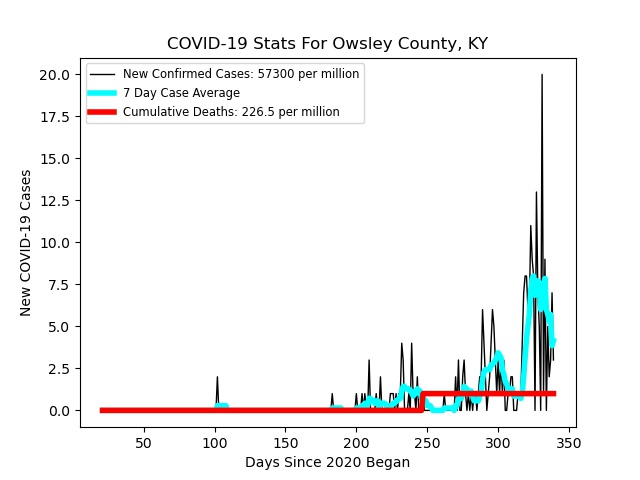 COVID-19 Stats For Owsley County, KY
New Confirmed Cases: 57300 per million
7 Day Case Average
Cumulative Deaths: 226.5 per million
New COVID-19 Cases
20.0
17.5
15.0
12.5
10.0
7.5
5.0
2.5
0.0
50 100 150 200 250 300 350
Days Since 2020 Began